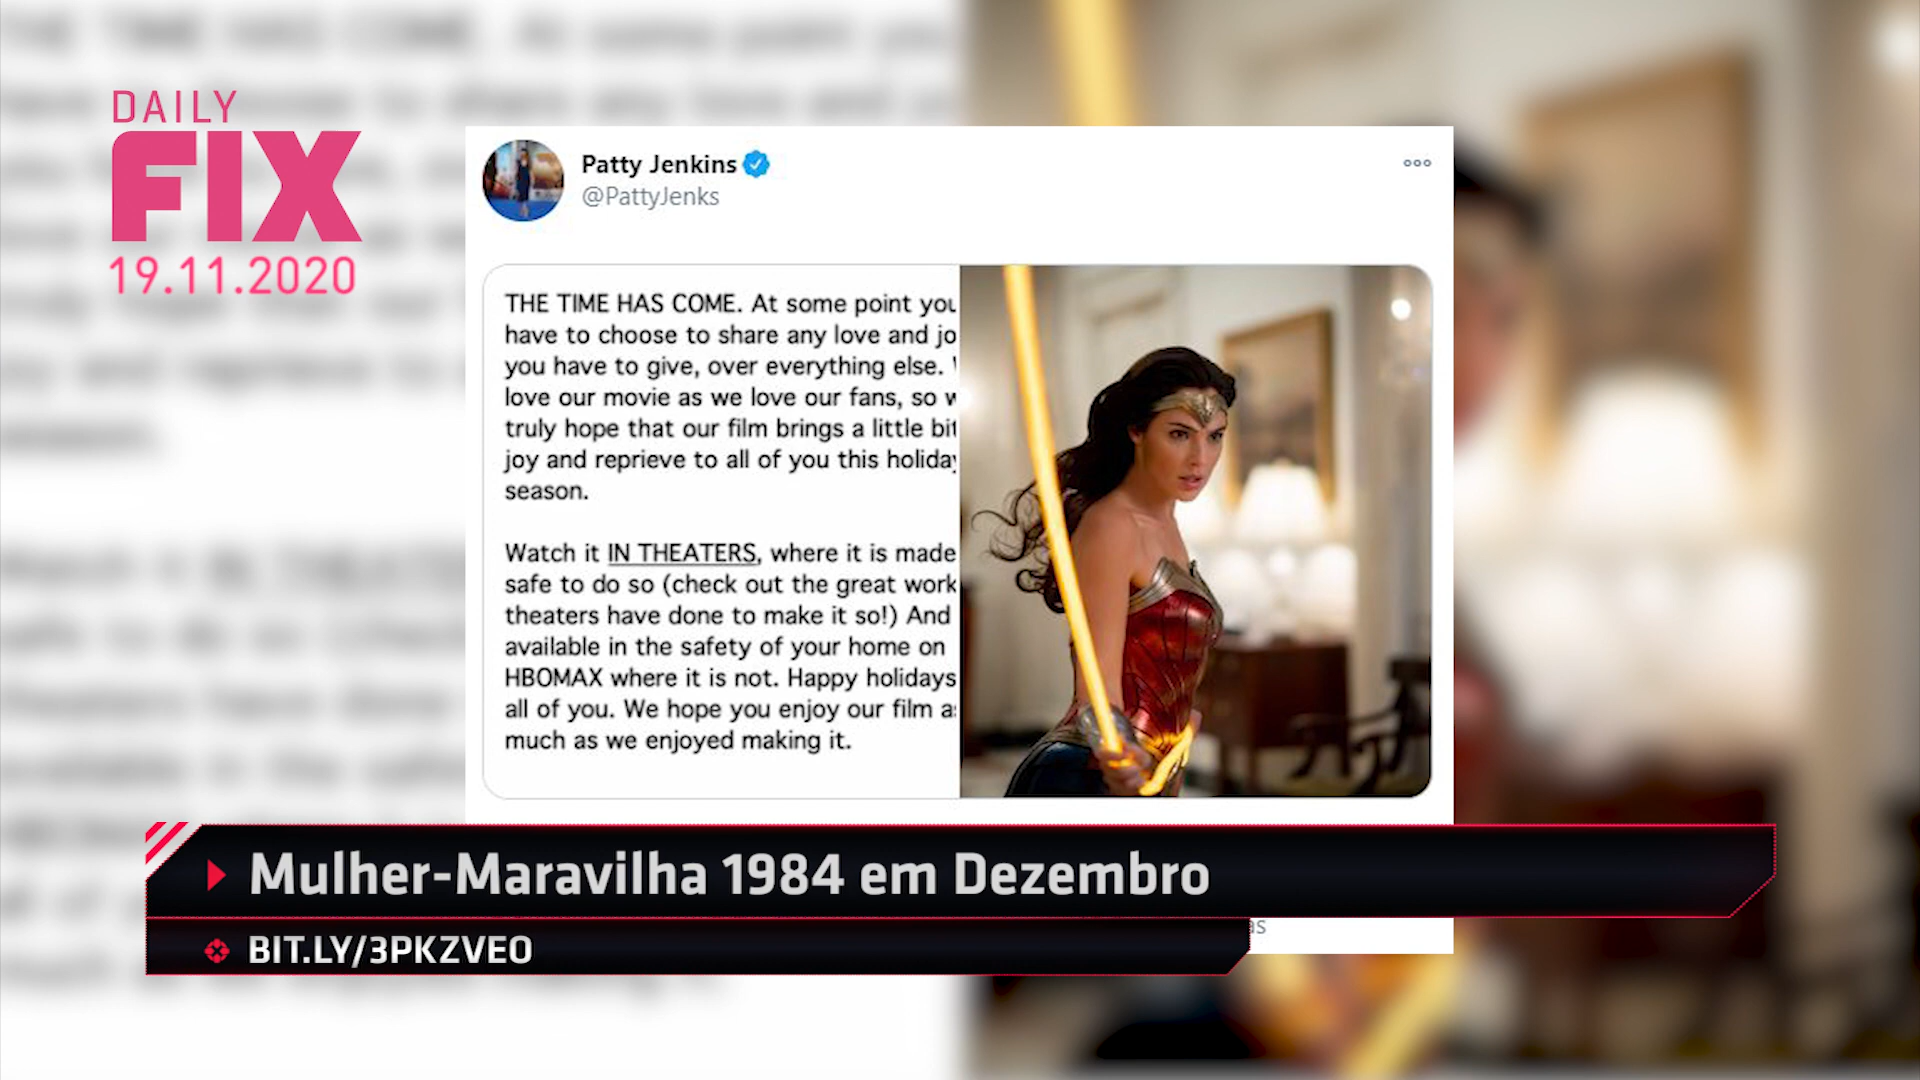 DAILY
FIX
19.11.2020
Patty Jenkins
@PattyJenks
THE TIME HAS COME. At some point you
have to choose to share any love and jo
you have to give, over everything else.
love our movie as we love our fans, so w
truly hope that our film brings a little bit
joy and reprieve to all of you this holiday
season.
Watch it IN THEATERS, where it is made
safe to do so (check out the great work
theaters have done to make it so!) And
available in the safety of your home on
HBOMAX where it is not. Happy holidays
all of you. We hope you enjoy our film as
much as we enjoyed making it.
Mulher-Maravilha 1984 em Dezembro
as
BIT.LY/3PKZVEO